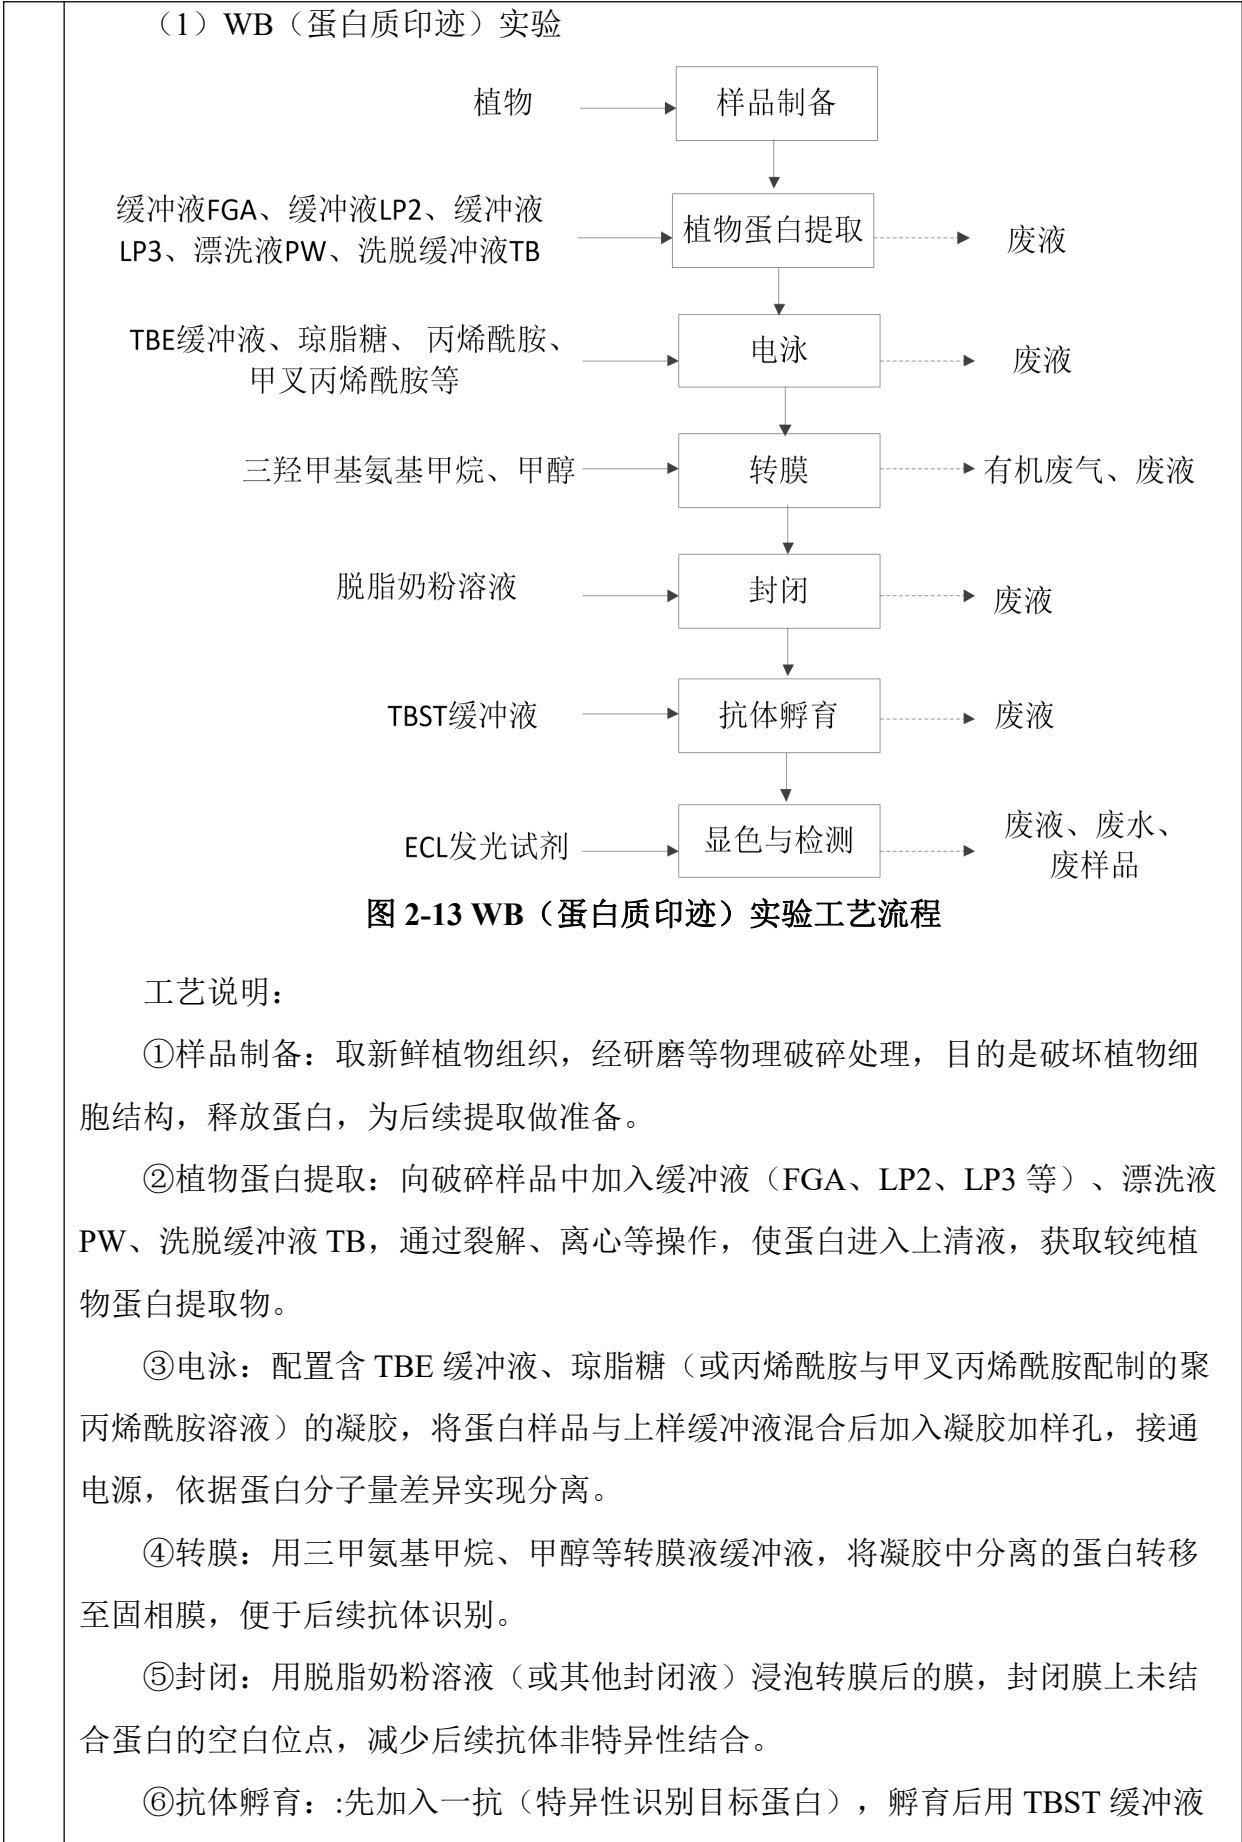 （1）WB（蛋白质印迹）实验
植物
样品制备
缓冲液FGA、缓冲液LP2、缓冲液
LP3、漂洗液PW、洗脱缓冲液TB
植物蛋白提取
废液
TBE缓冲液、琼脂糖、 丙烯酰胺、
甲叉丙烯酰胺等
电泳
废液
三羟甲基氨基甲烷、甲醇
转膜
有机废气、废液
脱脂奶粉溶液
封闭
废液
TBST缓冲液
抗体孵育
废液
ECL发光试剂
显色与检测
废液、废水、
废样品
图 2-13 WB（蛋白质印迹）实验工艺流程
工艺说明：
①样品制备：取新鲜植物组织，经研磨等物理破碎处理，目的是破坏植物细
胞结构，释放蛋白，为后续提取做准备。
②植物蛋白提取：向破碎样品中加入缓冲液（FGA、LP2、LP3 等）、漂洗液
PW、洗脱缓冲液 TB，通过裂解、离心等操作，使蛋白进入上清液，获取较纯植
物蛋白提取物。
③电泳：配置含 TBE 缓冲液、琼脂糖（或丙烯酰胺与甲叉丙烯酰胺配制的聚
丙烯酰胺溶液）的凝胶，将蛋白样品与上样缓冲液混合后加入凝胶加样孔，接通
电源，依据蛋白分子量差异实现分离。
④转膜：用三甲氨基甲烷、甲醇等转膜液缓冲液，将凝胶中分离的蛋白转移
至固相膜，便于后续抗体识别。
⑤封闭：用脱脂奶粉溶液（或其他封闭液）浸泡转膜后的膜，封闭膜上未结
合蛋白的空白位点，减少后续抗体非特异性结合。
⑥抗体孵育：:先加入一抗（特异性识别目标蛋白），孵育后用 TBST 缓冲液